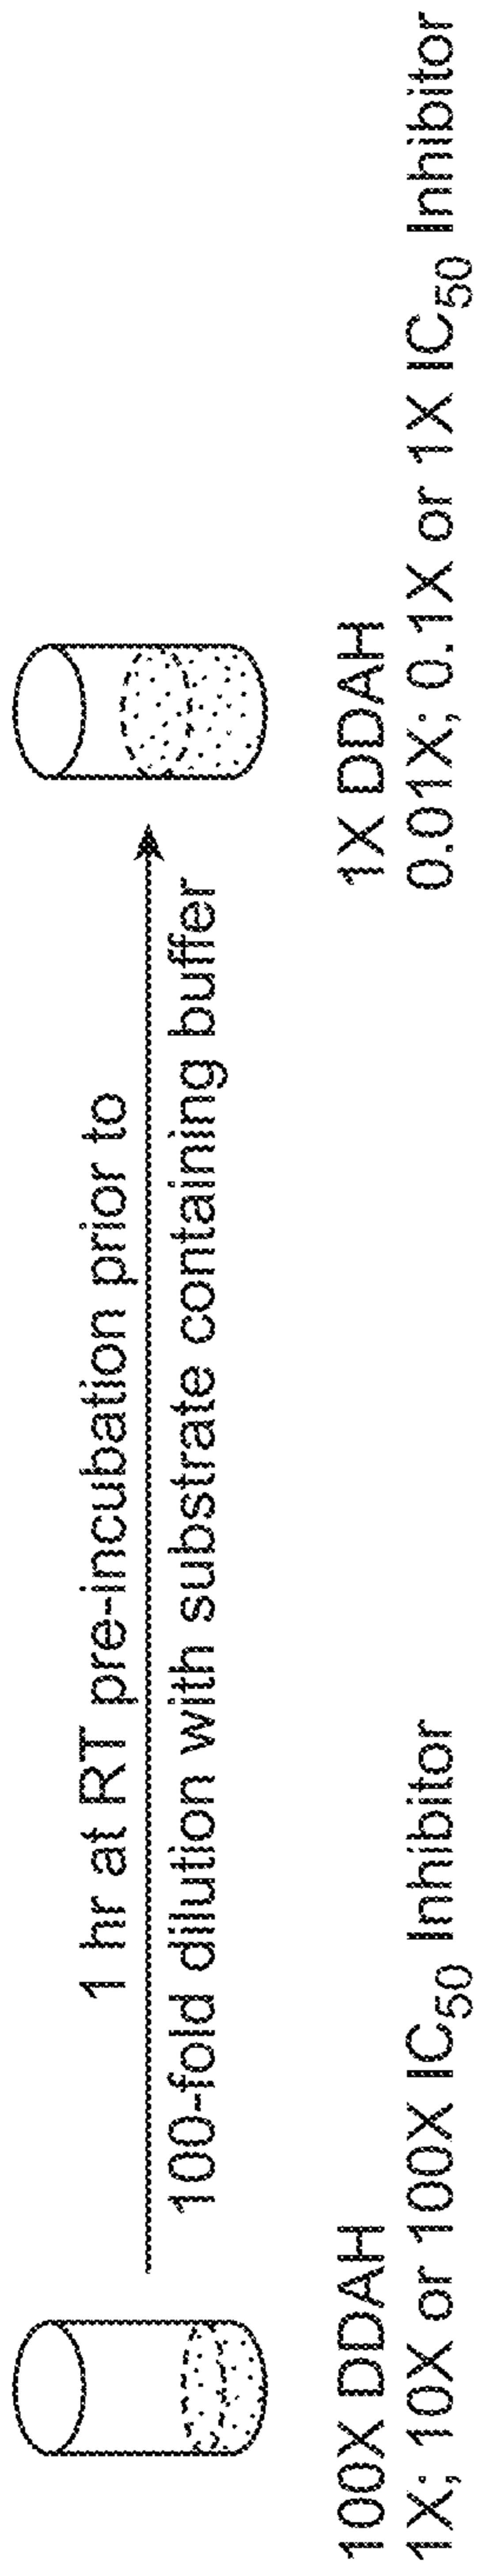 1 hr at RT pre-incubation prior to
100-fold dilution with substrate containing buffer
100X DDAH
1X; 10X or 100X IC50 Inhibitor
1X DDAH
0.01X; 0.1X or 1X IC50 Inhibitor